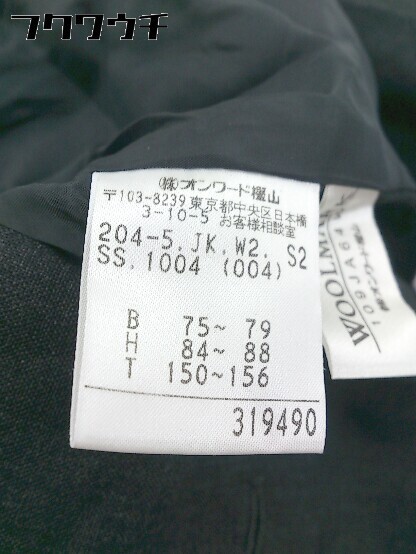 フクワウチ
(株)オンワード樫山
〒103-8239 東京都中央区日本橋
3-10-5 お客様相談室
204-5.JK.W2. S2
SS.1004 (004)
B 75~ 79
H 84~ 88
T 150~156
319490